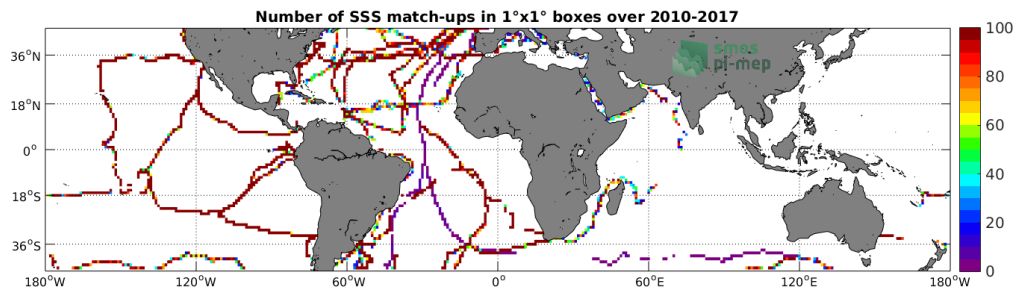 Number of SSS match-ups in 1°x1° boxes over 2010-2017
smos
pi-mep
36°N
18°N
0°
18°S
36°S
180°W
120°W
60°W
0°
60°E
120°E
180°W
100
80
60
40
20
0